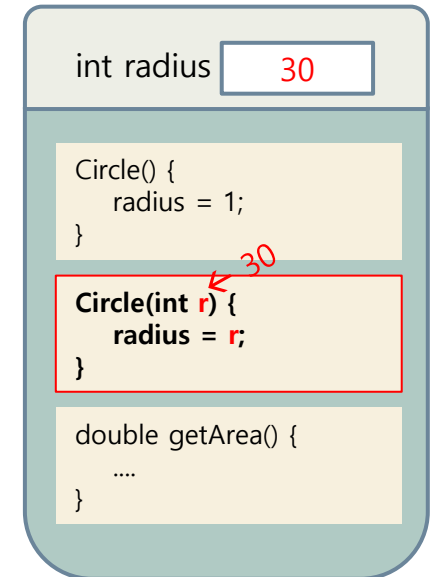 int radius 30
Circle() {
radius = 1;
}
30
Circle(int r) {
radius = r;
}
double getArea() {
....
}